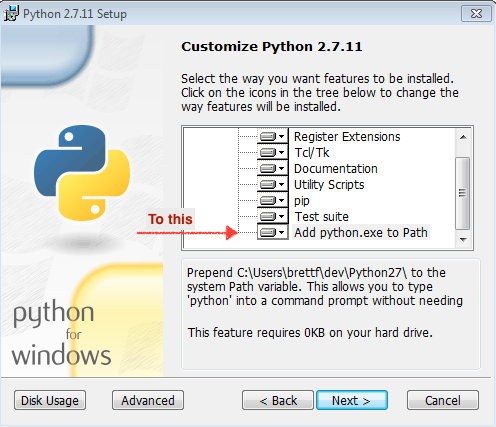 Python 2.7.11 Setup
Customize Python 2.7.11
Select the way you want features to be installed.
Click on the icons in the tree below to change the
way features will be installed.
Register Extensions
Tcl/Tk
Documentation
Utility Scripts
pip
Test suite
To this
Add python.exe to Path
Prepend C:\Users\brettf\dev\Python27\ to the
system Path variable. This allows you to type
'python' into a command prompt without needing
This feature requires 0KB on your hard drive.
python
for
windows
Disk Usage
Advanced
< Back
Next >
Cancel